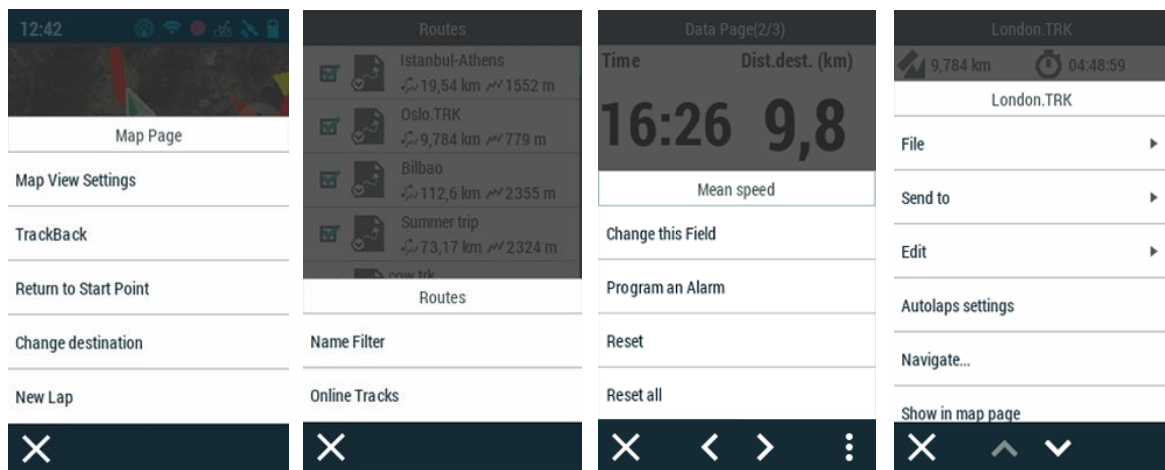 12:42
Map Page
Map View Settings
TrackBack
Return to Start Point
Change destination
New Lap
Routes
Istanbul-Athens
19,54 km 1552 m
Oslo.TRK
9,784 km 779 m
Bilbao
112,6 km 2355 m
Summer trip
73,17 km 2324 m
cow.trk
Routes
Name Filter
Online Tracks
Data Page(2/3)
Time Dist.dest. (km)
16:26 9,8
Mean speed
Change this Field
Program an Alarm
Reset
Reset all
London.TRK
9,784 km 04:48:59
London.TRK
File
Send to
Edit
Autolaps settings
Navigate...
Show in map page